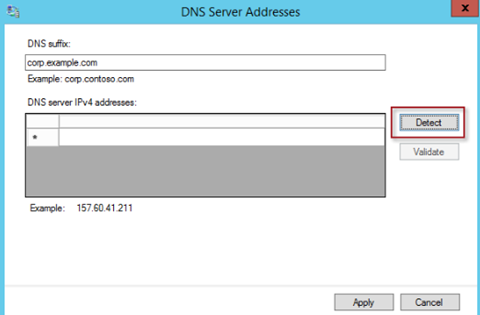 DNS Server Addresses
x
DNS suffix:
corp.example.com
Example: corp.contoso.com
DNS server IPv4 addresses:
Detect
*
Validate
Example: 157.60.41.211
Apply Cancel